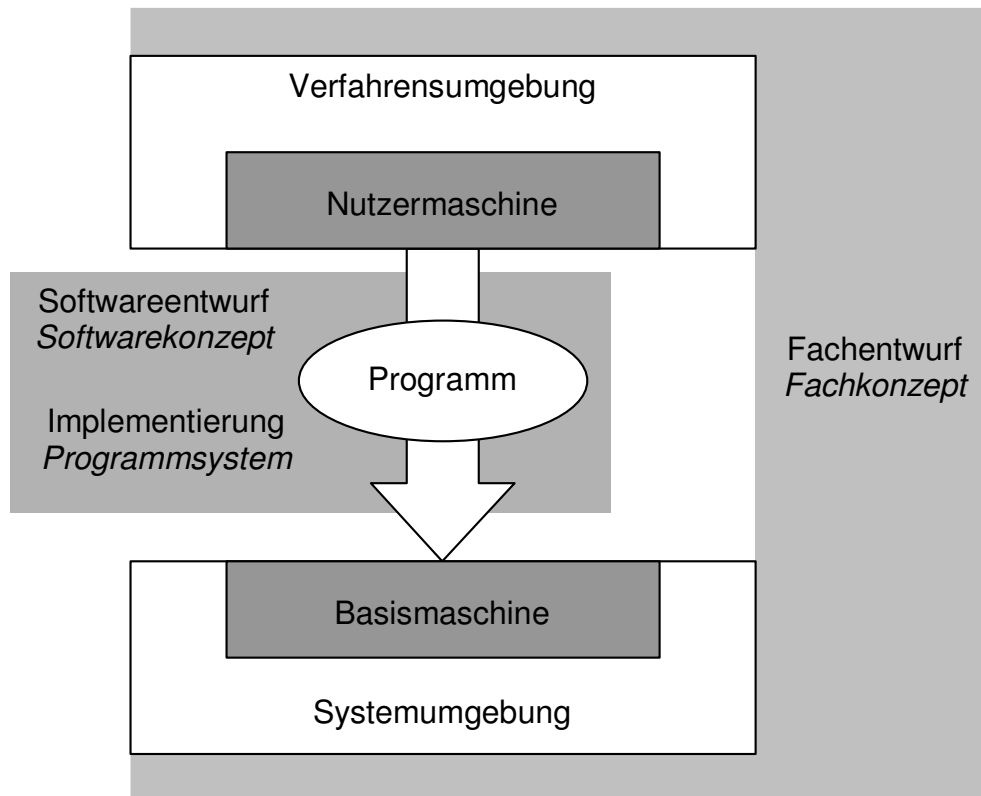 Verfahrensumgebung
Nutzermaschine
Softwareentwurf
Softwarekonzept
Programm
Implementierung
Programmsystem
Fachentwurf
Fachkonzept
Basismaschine
Systemumgebung